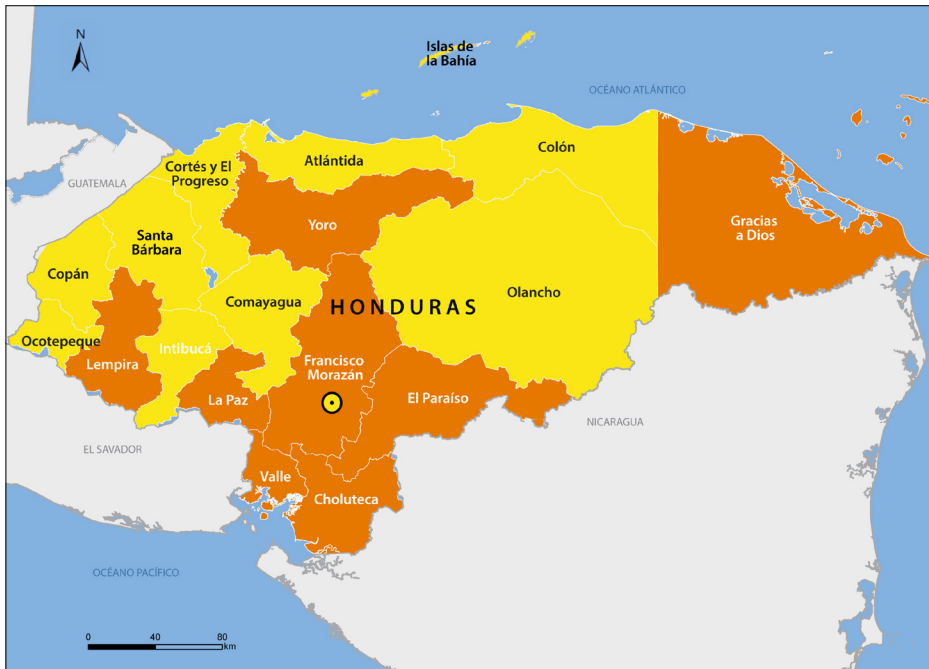 N
Islas de
la Bahía
OCÉANO ATLÁNTICO
Atlántida
Colón
Cortés y El
Progreso
GUATEMALA
Yoro
Gracias
a Dios
Santa
Bárbara
Copán
Comayagua
Olancho
HONDURAS
Ocotepeque
Intibucá
Lempira
Francisco
Morazán
La Paz
El Paraíso
NICARAGUA
EL SAVADOR
Valle
Choluteca
OCÉANO PACÍFICO
0 40 80
km